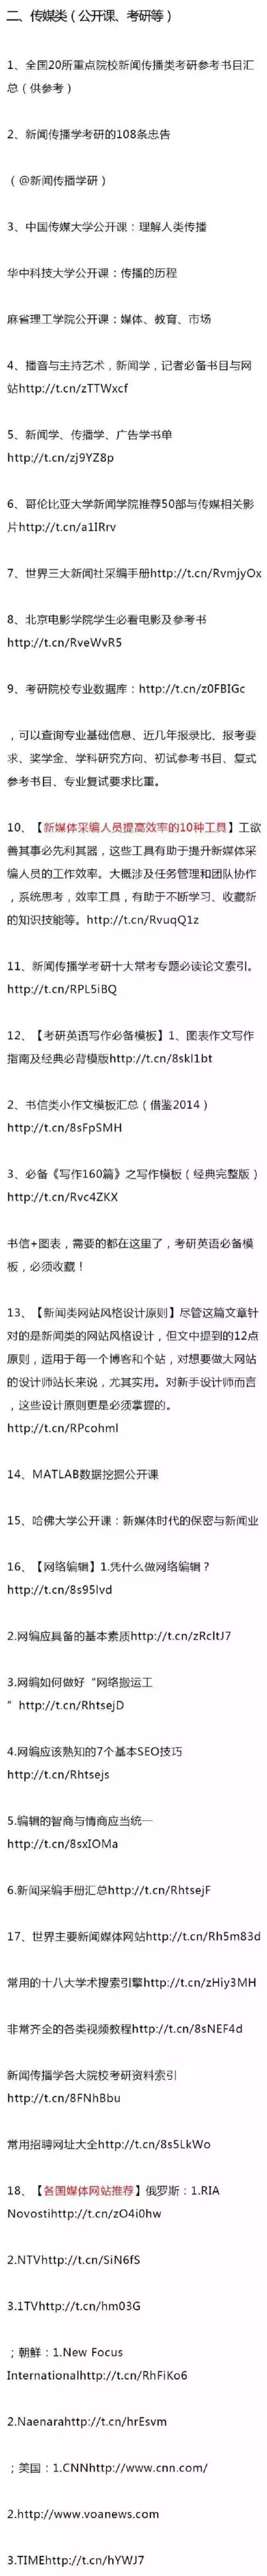 二、传媒类（公开课、考研等）
1、全国20所重点院校新闻传播类考研参考书目汇
总（供参考）
2、新闻传播学考研的108条忠告
（@新闻传播学研）
3、中国传媒大学公开课：理解人类传播
华中科技大学公开课：传播的历程
麻省理工学院公开课：媒体、教育、市场
4、播音与主持艺术，新闻学，记者必备书目与网
站http://t.cn/zTTWxcf
5、新闻学、传播学、广告学书单
http://t.cn/zj9YZ8p
6、哥伦比亚大学新闻学院推荐50部与传媒相关影
片http://t.cn/a1IRrv
7、世界三大新闻社采编手册http://t.cn/RvmjyOx
8、北京电影学院学生必看电影及参考书
http://t.cn/RveWvR5
9、考研院校专业数据库：http://t.cn/z0FBIGc
，可以查询专业基础信息、近几年报录比、报考要
求、奖学金、学科研究方向、初试参考书目、复式
参考书目、专业复试要求比重。
10、【新媒体采编人员提高效率的10种工具】工欲
善其事必先利其器，这些工具有助于提升新媒体采
编人员的工作效率。大概涉及任务管理和团队协作
，系统思考，效率工具，有助于不断学习、收藏新
的知识技能等。http://t.cn/RvuqQ1z
11、新闻传播学考研十大常考专题必读论文索引。
http://t.cn/RPL5iBQ
12、【考研英语写作必备模板】1、图表作文写作
指南及经典必背模版http://t.cn/8skl1bt
2、书信类小作文模板汇总（借鉴2014）
http://t.cn/8sFpSMH
3、必备《写作160篇》之写作模板（经典完整版）
http://t.cn/Rvc4ZKX
书信+图表，需要的都在这里了，考研英语必备模
板，必须收藏！
13、【新闻类网站风格设计原则】尽管这篇文章针
对的是新闻类的网站风格设计，但文中提到的12点
原则，适用于每一个博客和个站，对想要做大网站
的设计师站长来说，尤其实用。对新手设计师而言
，这些设计原则更是必须掌握的。
http://t.cn/RPcohml
14、MATLAB数据挖掘公开课
15、哈佛大学公开课：新媒体时代的保密与新闻业
16、【网络编辑】1.凭什么做网络编辑？
http://t.cn/8s95lvd
2.网编应具备的基本素质http://t.cn/zRcltJ7
3.网编如何做好“网络搬运工
”http://t.cn/RhtsejD
4.网编应该熟知的7个基本SEO技巧
http://t.cn/Rhtsejs
5.编辑的智商与情商应当统一
http://t.cn/8sxIOMa
6.新闻采编手册汇总http://t.cn/RhtsejF
17、世界主要新闻媒体网站http://t.cn/Rh5m83d
常用的十八大学术搜索引擎http://t.cn/zHiy3MH
非常齐全的各类视频教程http://t.cn/8sNEF4d
新闻传播学各大院校考研资料索引
http://t.cn/8FNhBbu
常用招聘网址大全http://t.cn/8s5LkWo
18、【各国媒体网站推荐】俄罗斯：1.RIA
Novostihttp://t.cn/zO4i0hw
2.NTVhttp://t.cn/SiN6fS
3.1TVhttp://t.cn/hm03G
；朝鲜：1.New Focus
Internationalhttp://t.cn/RhFiKo6
2.Naenarahttp://t.cn/hrEsvm
；美国：1.CNNhttp://www.cnn.com/
2.http://www.voanews.com
3.TIMEhttp://t.cn/hYWJ7